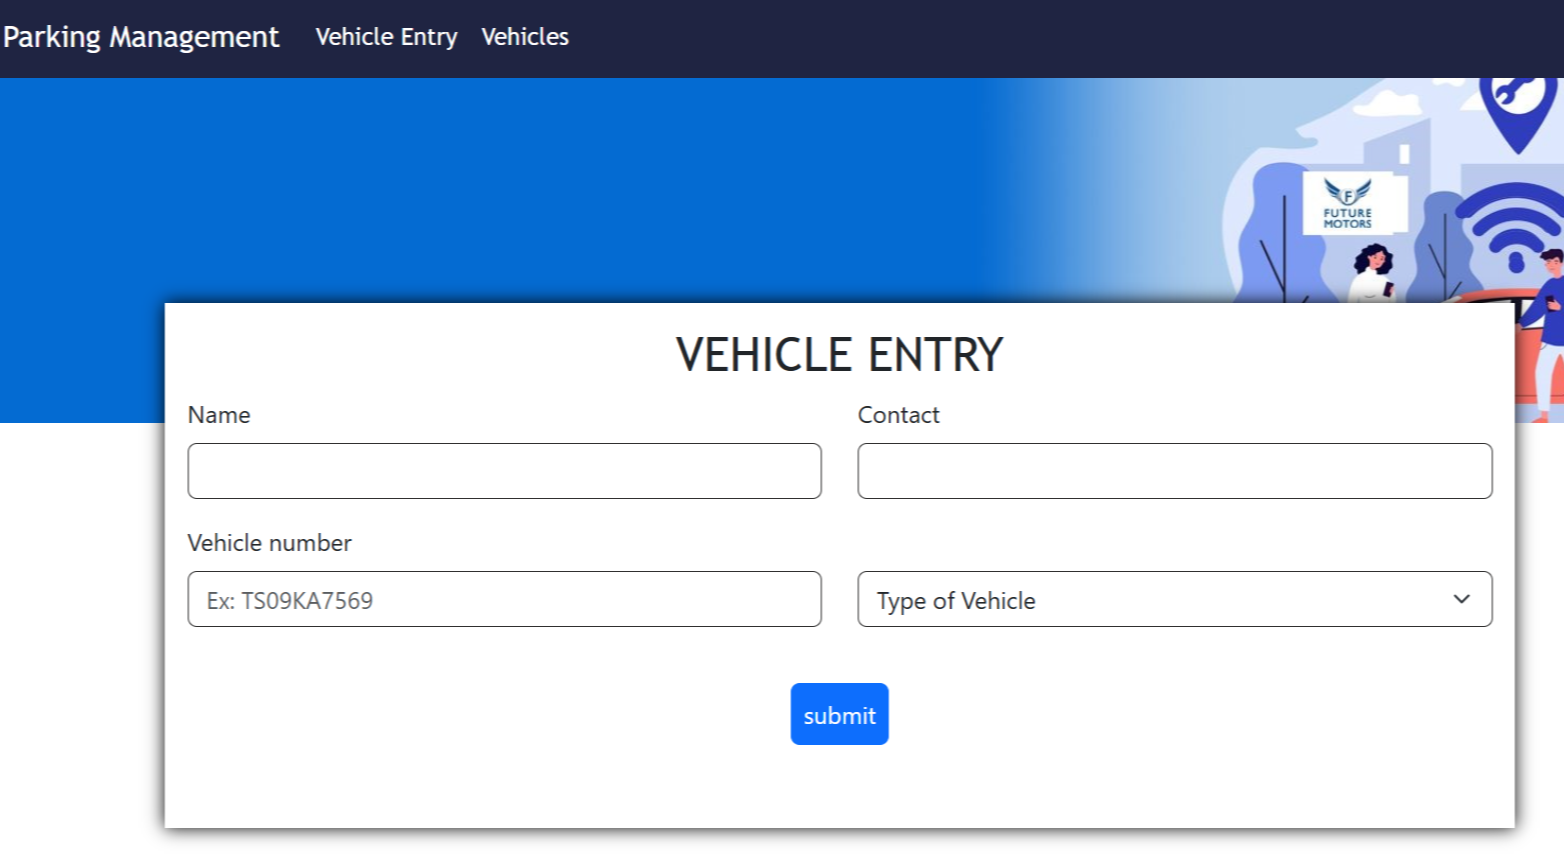 Parking Management Vehicle Entry Vehicles
F
FUTURE
MOTORS
VEHICLE ENTRY
Name Contact
Vehicle number
Ex: TS09KA7569 Type of Vehicle
submit